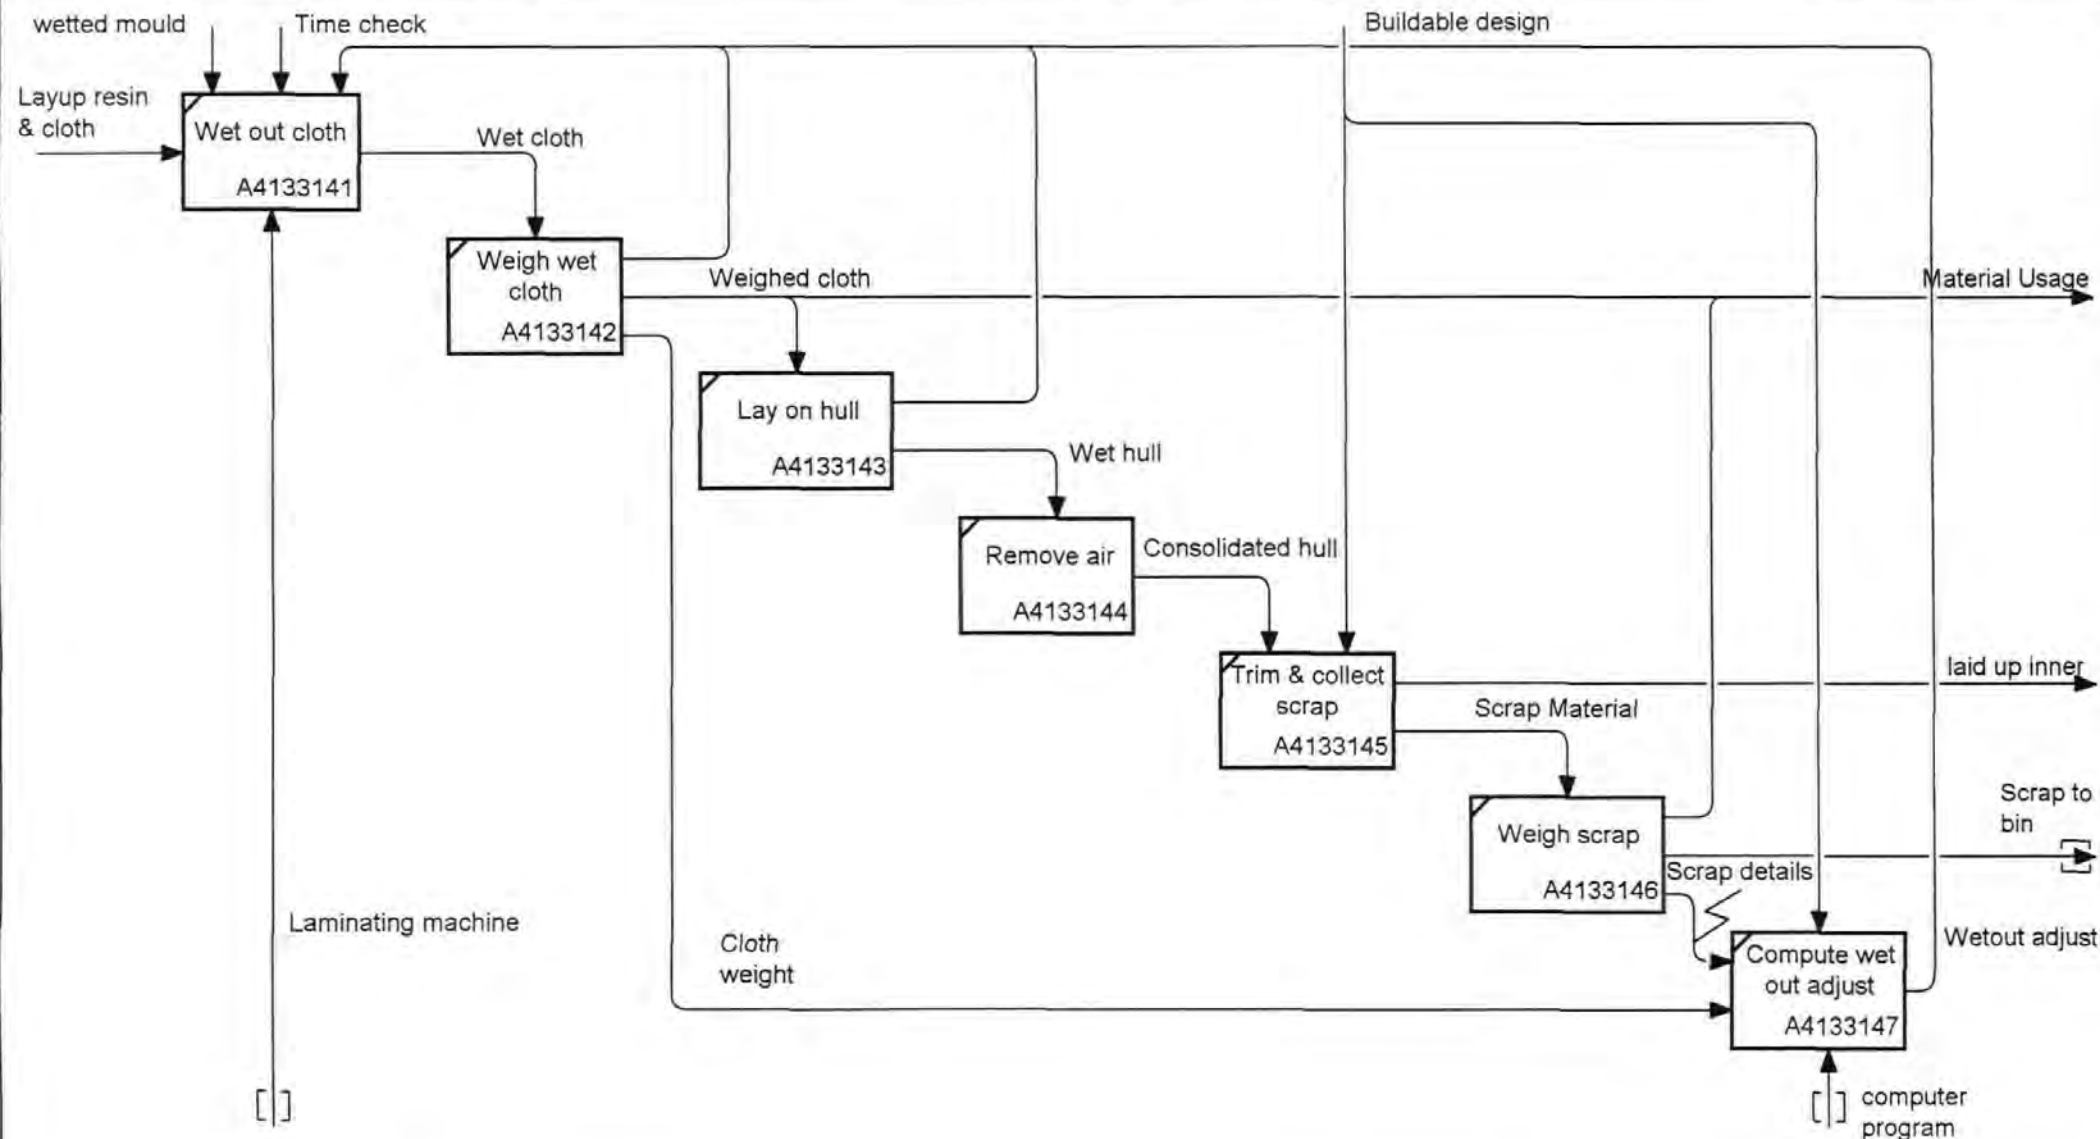 wetted mould
Time check
Buildable design
Layup resin
& cloth
Wet out cloth
A4133141
Wet cloth
Weigh wet
cloth
A4133142
Weighed cloth
Material Usage
Lay on hull
A4133143
Wet hull
Remove air
A4133144
Consolidated hull
Trim & collect
scrap
A4133145
laid up inner
Scrap Material
Scrap to
bin
Weigh scrap
A4133146
Scrap details
Laminating machine
Cloth
weight
Wetout adjust
Compute wet
out adjust
A4133147
computer
program